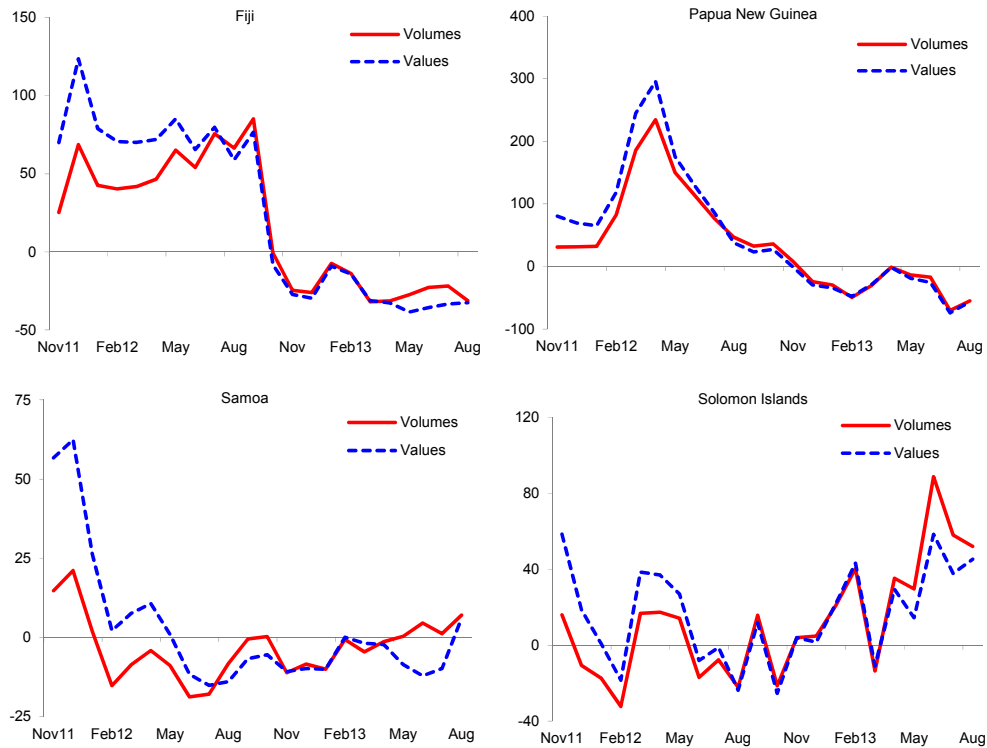 Fiji
Volumes
Values
150
100
50
0
-50
Nov11 Feb12 May Aug Nov Feb13 May Aug
Papua New Guinea
Volumes
Values
400
300
200
100
0
-100
Nov11 Feb12 May Aug Nov Feb13 May Aug
Samoa
Volumes
Values
75
50
25
0
-25
Nov11 Feb12 May Aug Nov Feb13 May Aug
Solomon Islands
Volumes
Values
120
80
40
0
-40
Nov11 Feb12 May Aug Nov Feb13 May Aug